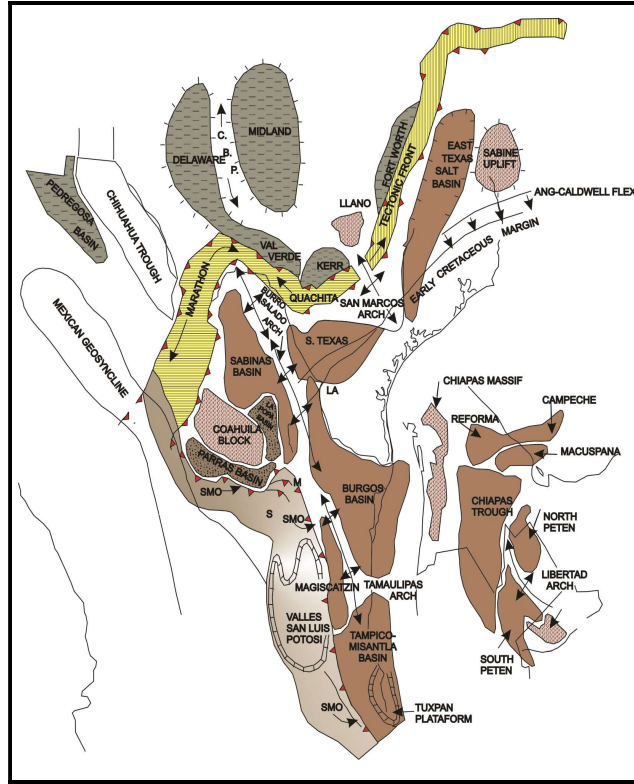 C.
B.
P.
MIDLAND
DELAWARE
FORT WORTH
TECTONIC FRONT
EAST
TEXAS
SALT
BASIN
SABINE
UPLIFT
ANG-CALDWELL FLEX
PEDREGOSA
BASIN
CHIHUAHUA TROUGH
LLANO
EARLY CRETACEOUS
MARGIN
VAL
VERDE
KERR
MARATHON
QUACHITA
SAN MARCOS
ARCH
BURRO
SALADO
ARCH
MEXICAN GEOSYNCLINE
S. TEXAS
SABINAS
BASIN
LA
LA
POPA
BASIN
COAHUILA
BLOCK
PARRAS BASIN
CHIAPAS MASSIF
CAMPECHE
REFORMA
MACUSPANA
SMO
M
S
BURGOS
BASIN
CHIAPAS
TROUGH
NORTH
PETEN
SMO
LIBERTAD
ARCH
MAGISCATZIN
TAMAULIPAS
ARCH
VALLES
SAN LUIS
POTOSI
TAMPICO-
MISANTLA
BASIN
SOUTH
PETEN
SMO
TUXPAN
PLATAFORM